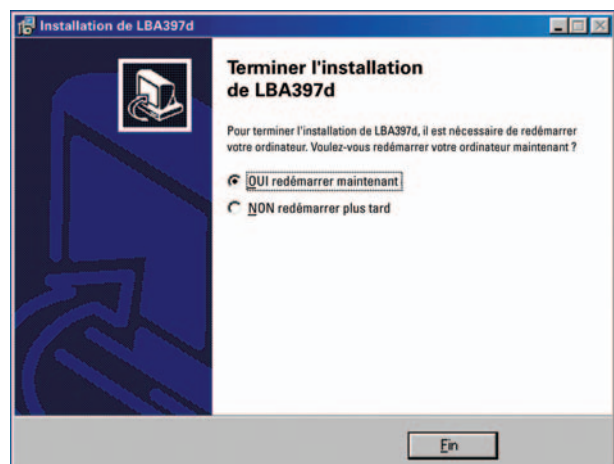 Installation de LBA397d
Terminer l'installation
de LBA397d
Pour terminer l'installation de LBA397d, il est nécessaire de redémarrer
votre ordinateur. Voulez-vous redémarrer votre ordinateur maintenant ?
OUI redémarrer maintenant
NON redémarrer plus tard
Fin